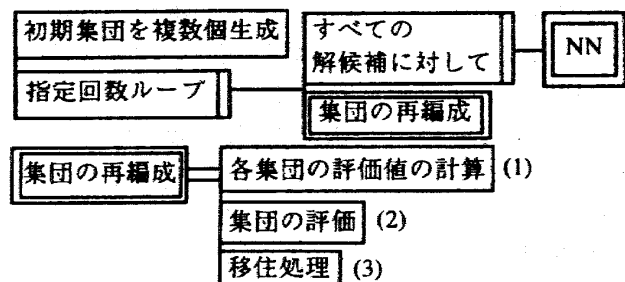 初期集団を複数個生成
すべての
解候補に対して
NN
指定回数ループ
集団の再編成
集団の再編成
各集団の評価値の計算 (1)
集団の評価 (2)
移住処理 (3)